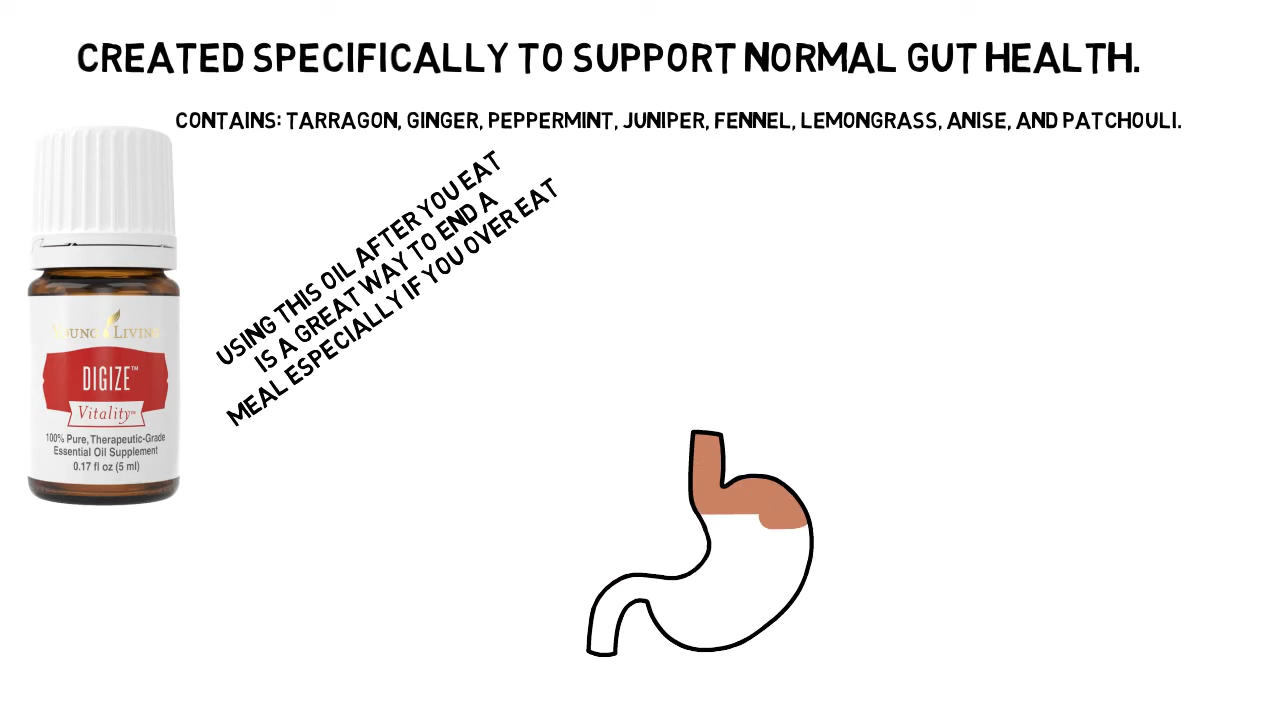 CREATED SPECIFICALLY TO SUPPORT NORMAL GUT HEALTH.
CONTAINS: TARRAGON, GINGER, PEPPERMINT, JUNIPER, FENNEL, LEMONGRASS, ANISE, AND PATCHOULI.
USING THIS OIL AFTER YOU EAT
IS A GREAT WAY TO END A
MEAL ESPECIALLY IF YOU OVER EAT
YOUNG LIVING
DIGIZE™
Vitality™
100% Pure, Therapeutic-Grade
Essential Oil Supplement
0.17 fl oz (5 ml)